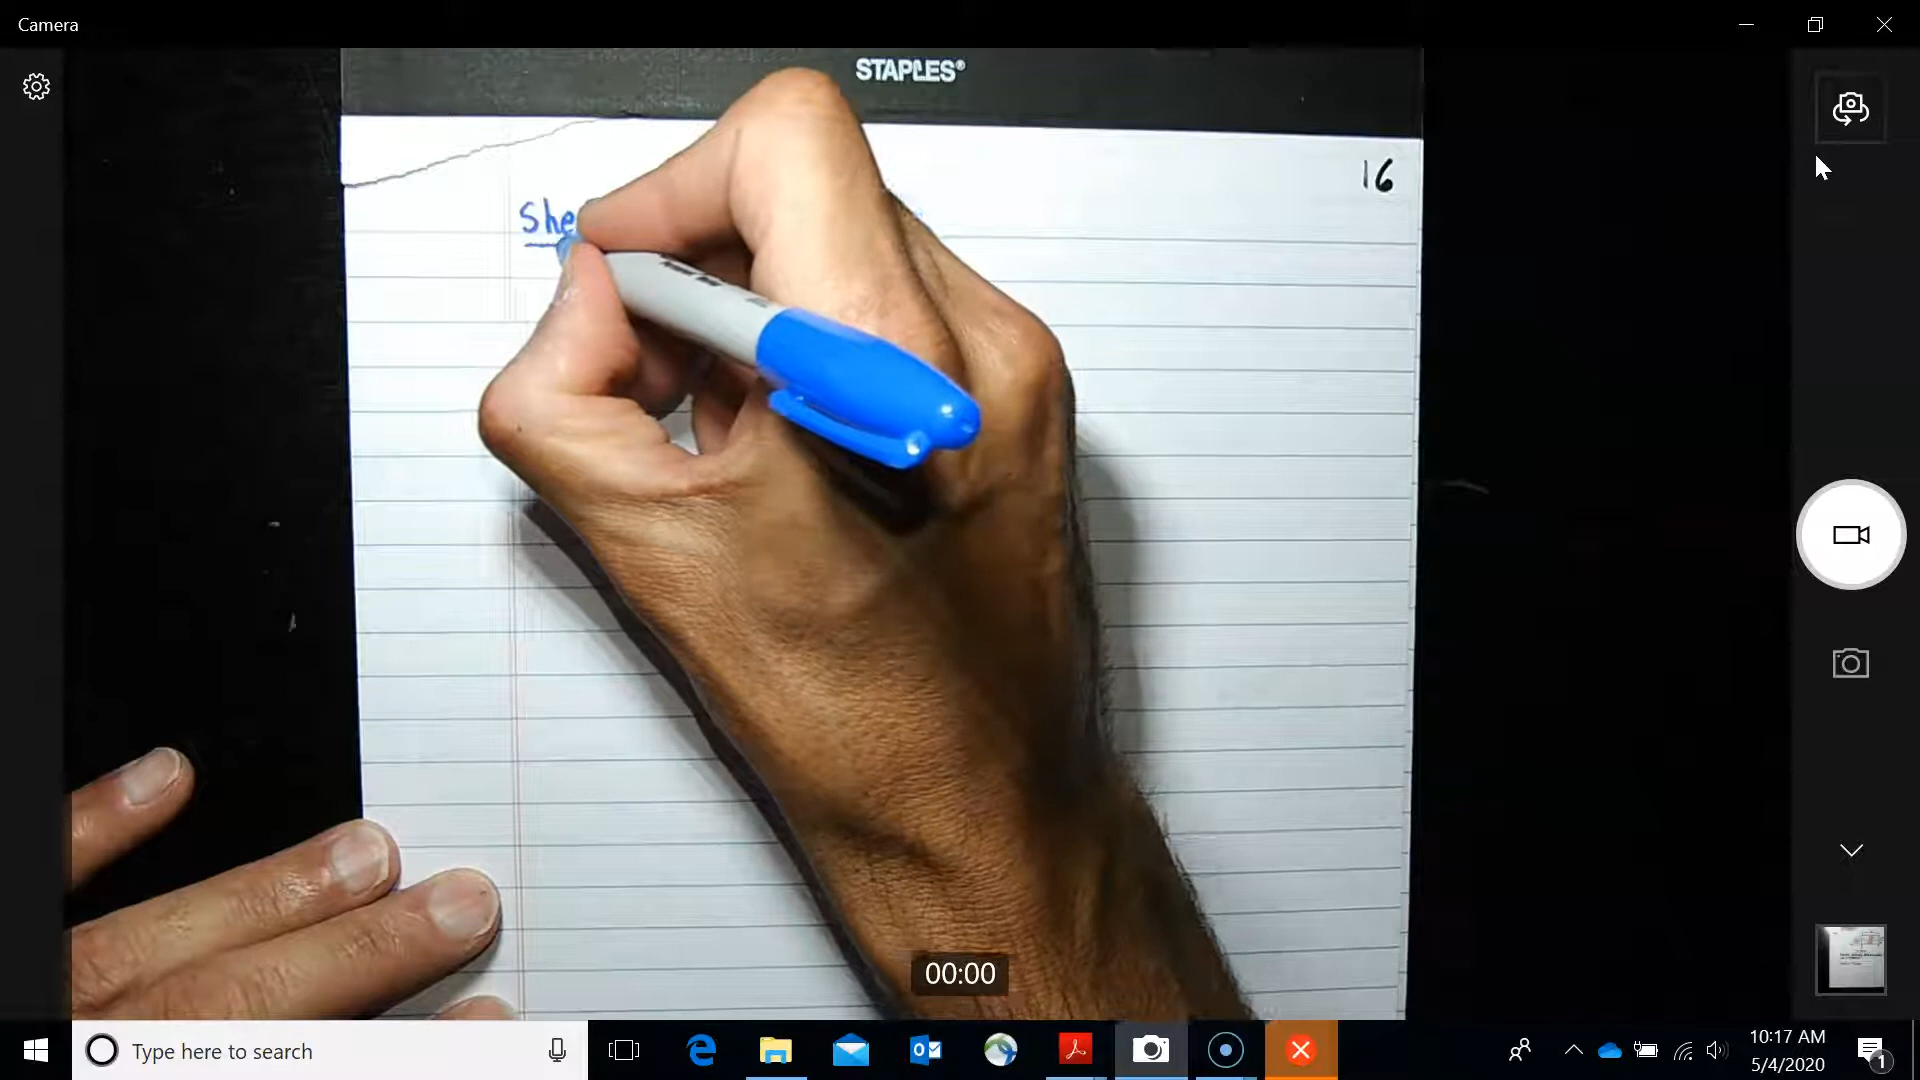 Camera
STAPLES®
16
She
00:00
Type here to search
10:17 AM
5/4/2020
1